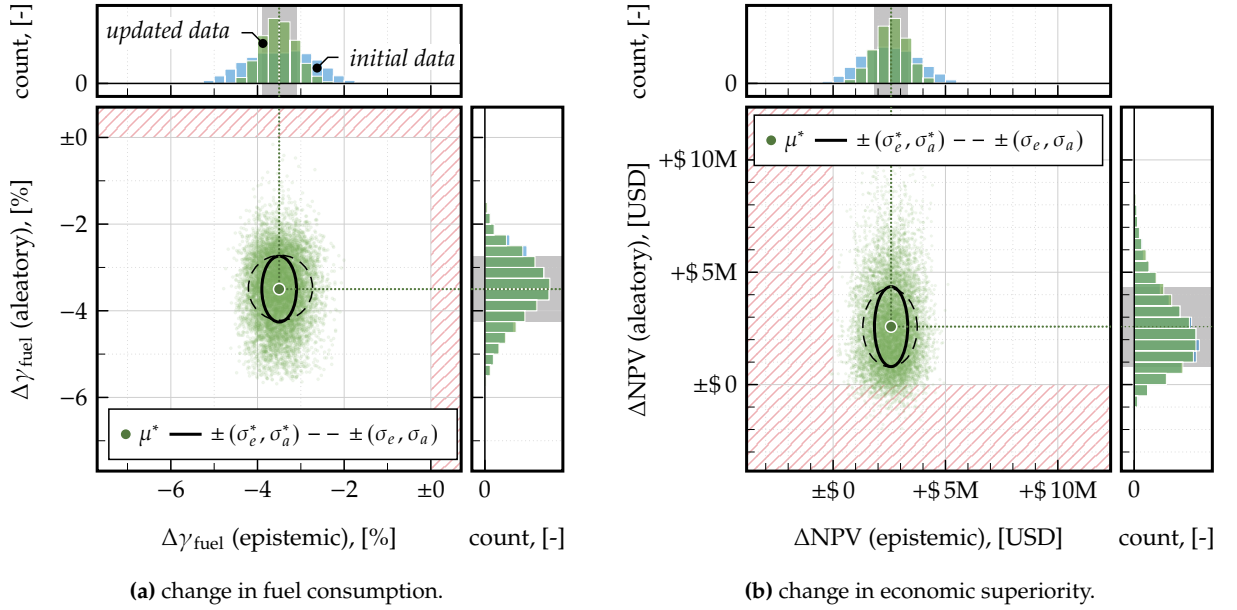 count, [-]
0
updated data
initial data
Δγfuel (aleatory), [%]
±0
−2
−4
−6
μ* ± (σe*, σa*) −− ± (σe, σa)
−6 −4 −2 ±0
0
Δγfuel (epistemic), [%]
count, [-]
(a) change in fuel consumption.
count, [-]
0
ΔNPV (aleatory), [USD]
μ* ± (σe*, σa*) −− ± (σe, σa)
+$ 10M
+$ 5M
±$ 0
±$ 0 +$ 5M +$ 10M
0
ΔNPV (epistemic), [USD]
count, [-]
(b) change in economic superiority.